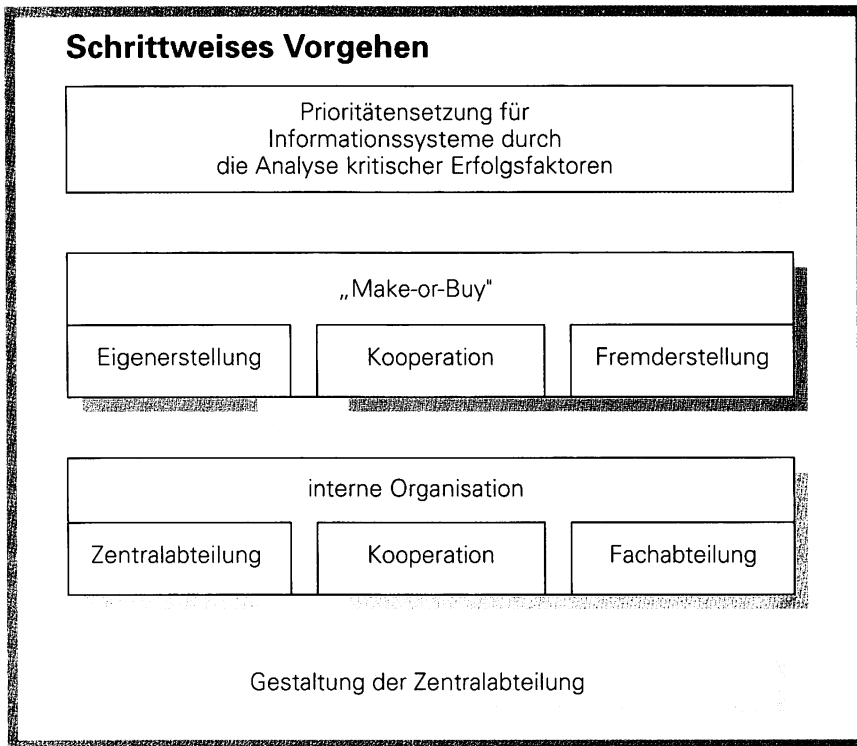 Schrittweises Vorgehen
Prioritätensetzung für
Informationssysteme durch
die Analyse kritischer Erfolgsfaktoren
„Make-or-Buy"
Eigenerstellung Kooperation Fremderstellung
interne Organisation
Zentralabteilung Kooperation Fachabteilung
Gestaltung der Zentralabteilung